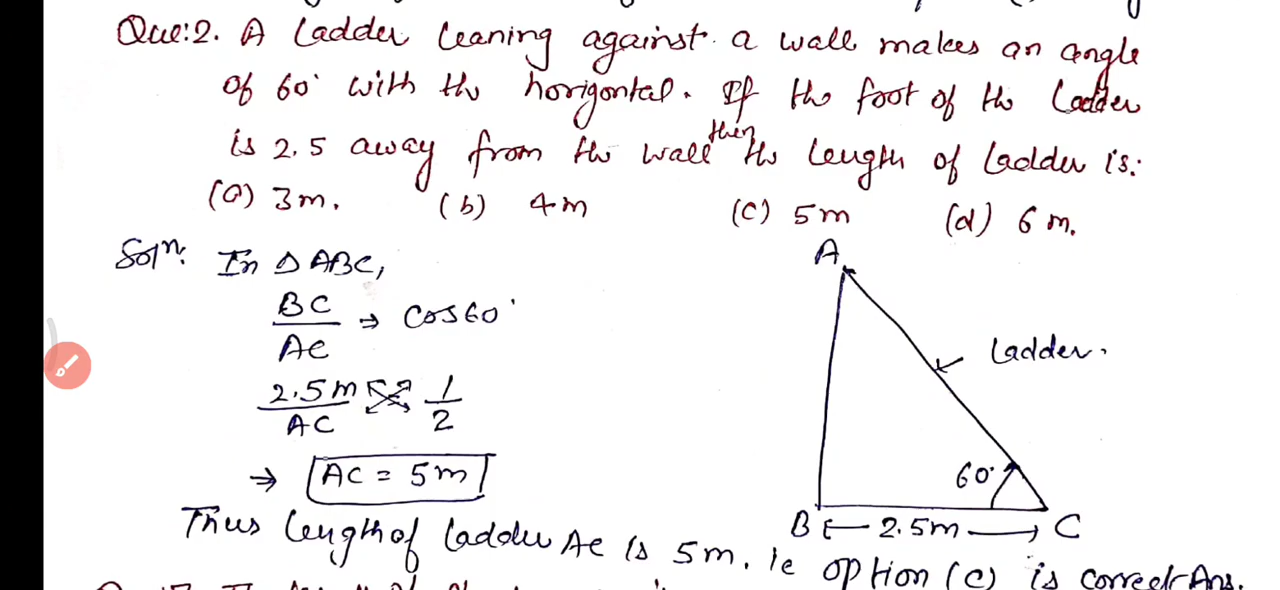 Que:2. A Ladder leaning against a wall makes an angle
of 60° with the horizontal. If the foot of the Ladder
is 2.5 away from the wall then the length of Ladder is:
(a) 3m. (b) 4m (c) 5m (d) 6m.
Solⁿ: In △ABC,
BC/AC ⇒ cos60°
2.5m/AC 1/2
⇒ AC = 5m
Thus length of ladder AC is 5m. ie option (c) is correct Ans.
A
Ladder.
60°
B 2.5m C